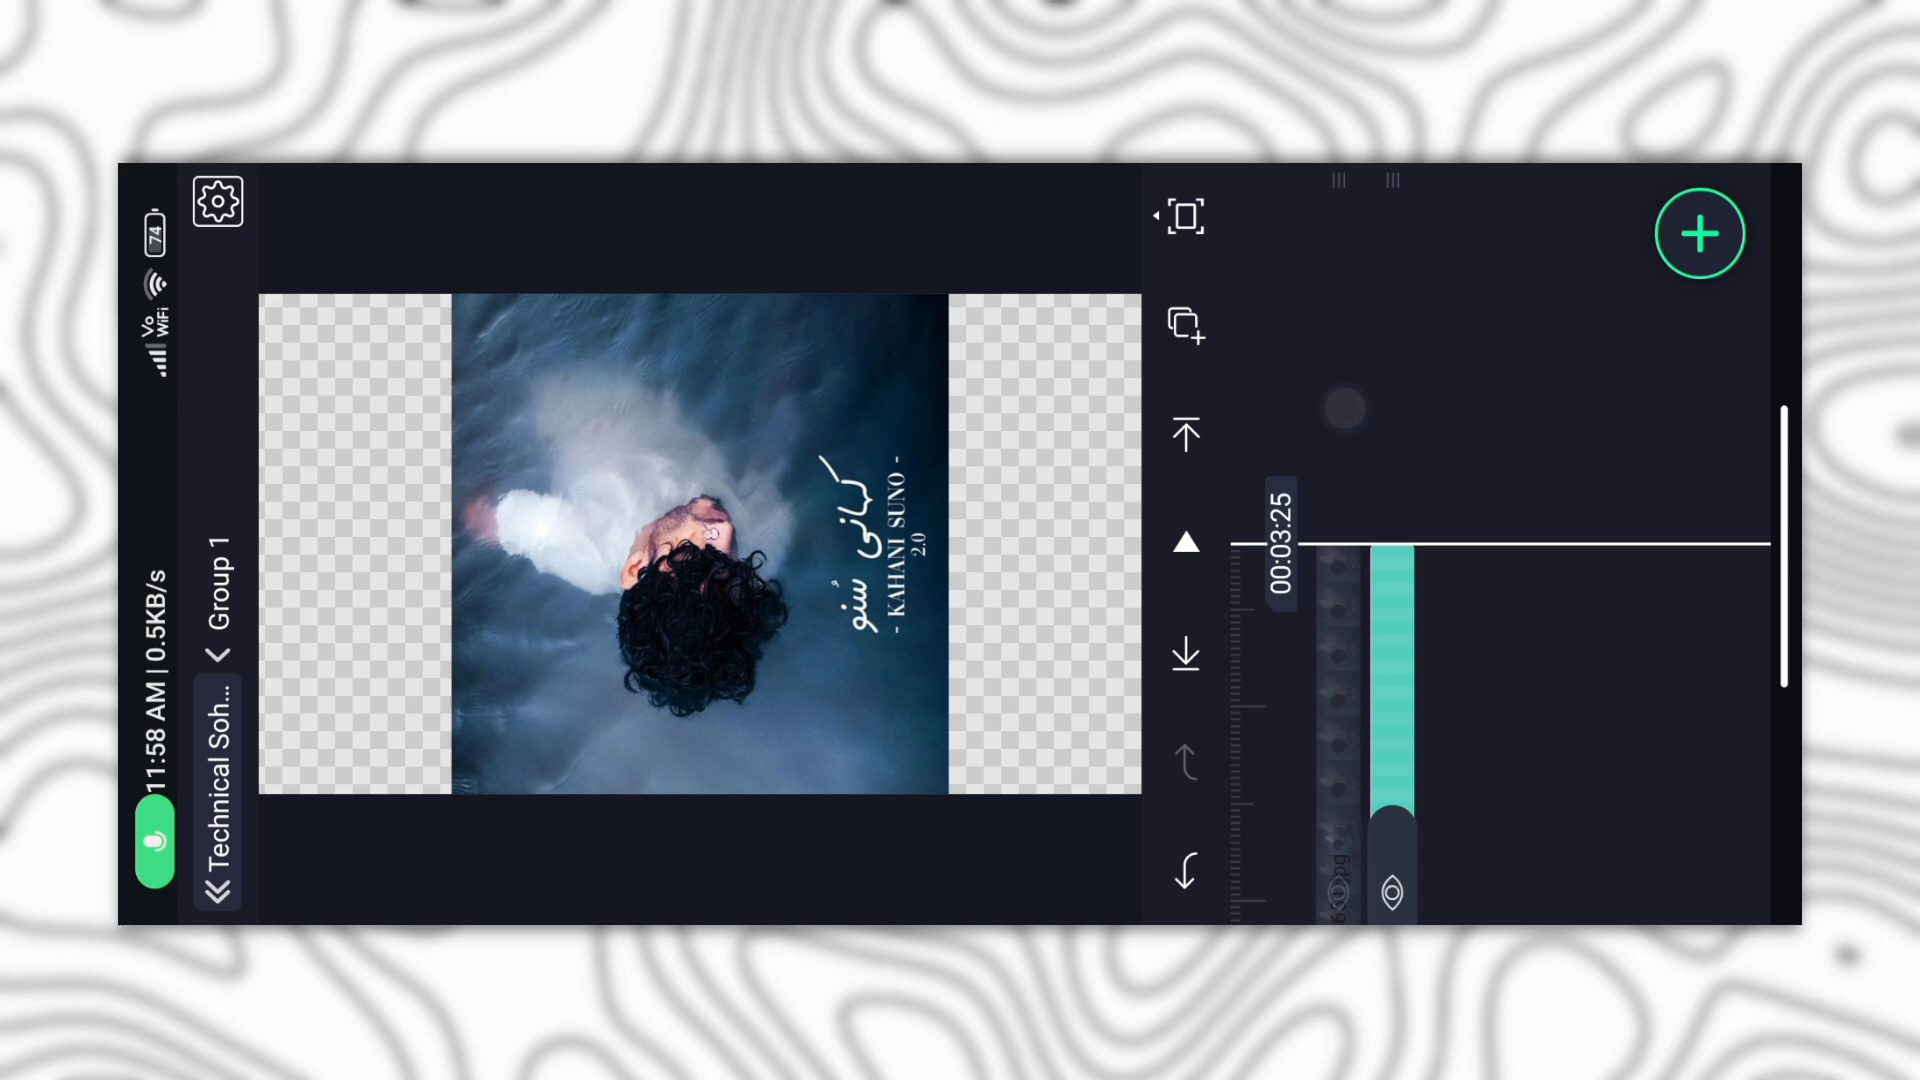 11:58 AM | 0.5KB/s
Vo
WiFi
74
Technical Soh...
Group 1
کہانی سُنو
- KAHANI SUNO -
2.0
00:03:25